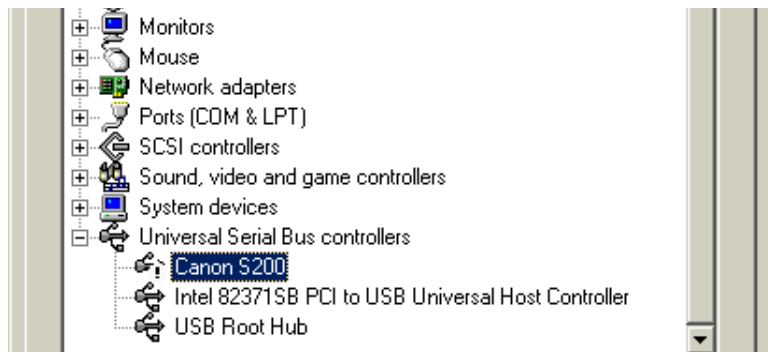 Monitors
Mouse
Network adapters
Ports (COM & LPT)
SCSI controllers
Sound, video and game controllers
System devices
Universal Serial Bus controllers
Canon S200
Intel 82371SB PCI to USB Universal Host Controller
USB Root Hub